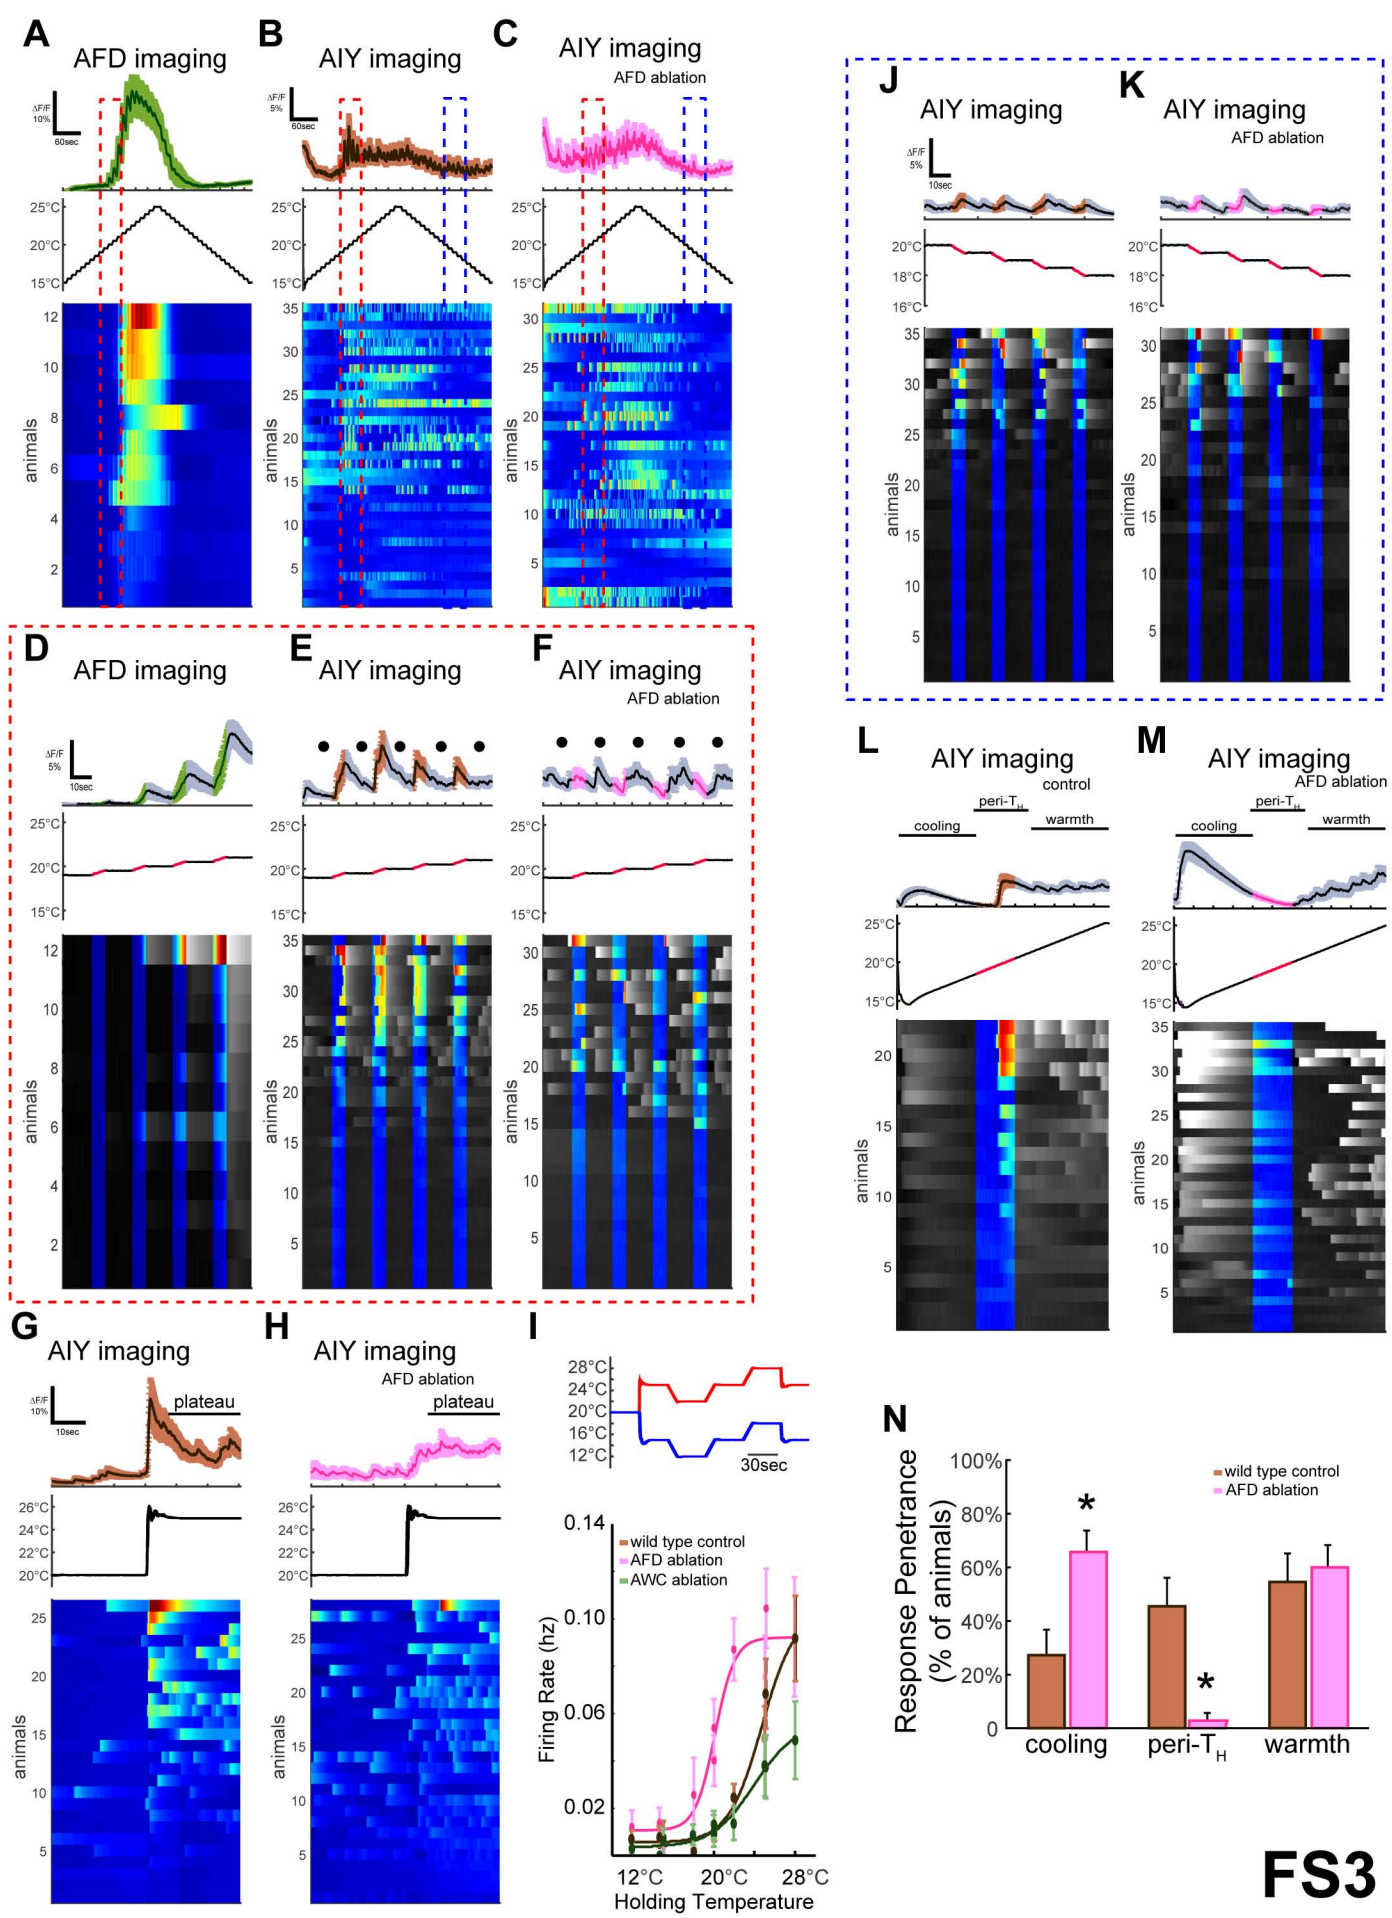 A
AFD imaging
ΔF/F
10%
60sec
25°C
20°C
15°C
12
10
8
6
4
2
animals
B
AIY imaging
ΔF/F
5%
60sec
25°C
20°C
15°C
35
30
25
20
15
10
5
animals
C
AIY imaging
AFD ablation
25°C
20°C
15°C
30
25
20
15
10
5
animals
D
AFD imaging
ΔF/F
5%
10sec
25°C
20°C
15°C
12
10
8
6
4
2
animals
E
AIY imaging
25°C
20°C
15°C
35
30
25
20
15
10
5
animals
F
AIY imaging
AFD ablation
25°C
20°C
15°C
30
25
20
15
10
5
animals
G
AIY imaging
ΔF/F
10%
10sec
plateau
26°C
24°C
22°C
20°C
25
20
15
10
5
animals
H
AIY imaging
AFD ablation
plateau
26°C
24°C
22°C
20°C
25
20
15
10
5
animals
I
28°C
24°C
20°C
16°C
12°C
30sec
0.14
0.10
0.06
0.02
Firing Rate (hz)
wild type control
AFD ablation
AWC ablation
12°C
20°C
28°C
Holding Temperature
J
AIY imaging
ΔF/F
5%
10sec
20°C
18°C
16°C
35
30
25
20
15
10
5
animals
K
AIY imaging
AFD ablation
20°C
18°C
16°C
30
25
20
15
10
5
animals
L
AIY imaging
control
peri-TH
cooling
warmth
25°C
20°C
15°C
20
15
10
5
animals
M
AIY imaging
AFD ablation
peri-TH
cooling
warmth
25°C
20°C
15°C
35
30
25
20
15
10
5
animals
N
Response Penetrance
(% of animals)
100%
80%
60%
40%
20%
0
wild type control
AFD ablation
*
*
cooling
peri-TH
warmth
FS3